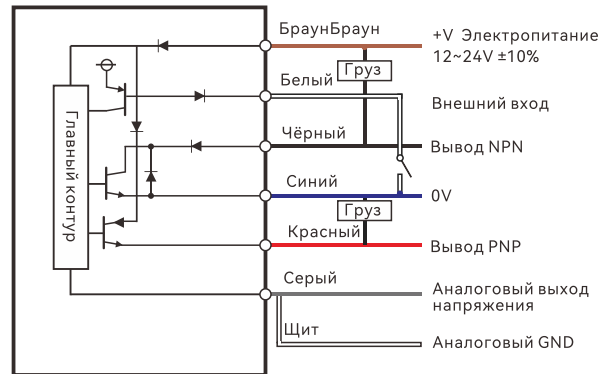 БраунБраун
+V Электропитание
12~24V ±10%
Груз
Белый
Внешний вход
Чёрный
Вывод NPN
Главный контур
Синий
0V
Груз
Красный
Вывод PNP
Серый
Аналоговый выход
напряжения
Щит
Аналоговый GND